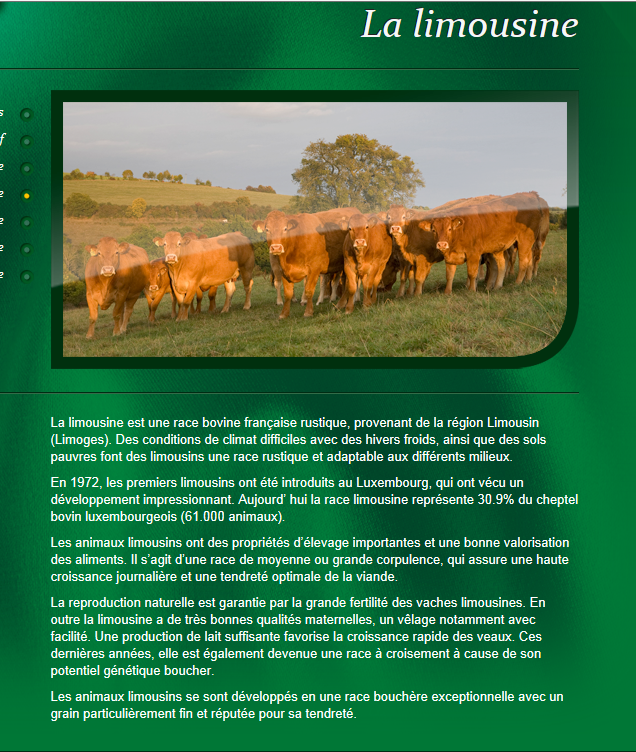 La limousine
s
f
e
e
e
e
e
La limousine est une race bovine française rustique, provenant de la région Limousin
(Limoges). Des conditions de climat difficiles avec des hivers froids, ainsi que des sols
pauvres font des limousins une race rustique et adaptable aux différents milieux.
En 1972, les premiers limousins ont été introduits au Luxembourg, qui ont vécu un
développement impressionnant. Aujourd’ hui la race limousine représente 30.9% du cheptel
bovin luxembourgeois (61.000 animaux).
Les animaux limousins ont des propriétés d’élevage importantes et une bonne valorisation
des aliments. Il s’agit d’une race de moyenne ou grande corpulence, qui assure une haute
croissance journalière et une tendreté optimale de la viande.
La reproduction naturelle est garantie par la grande fertilité des vaches limousines. En
outre la limousine a de très bonnes qualités maternelles, un vêlage notamment avec
facilité. Une production de lait suffisante favorise la croissance rapide des veaux. Ces
dernières années, elle est également devenue une race à croisement à cause de son
potentiel génétique boucher.
Les animaux limousins se sont développés en une race bouchère exceptionnelle avec un
grain particulièrement fin et réputée pour sa tendreté.